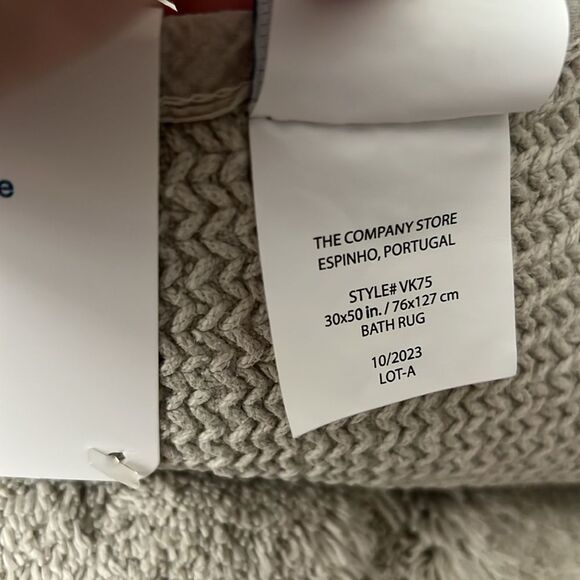 e
THE COMPANY STORE
ESPINHO, PORTUGAL
STYLE# VK75
30x50 in. / 76x127 cm
BATH RUG
10/2023
LOT-A